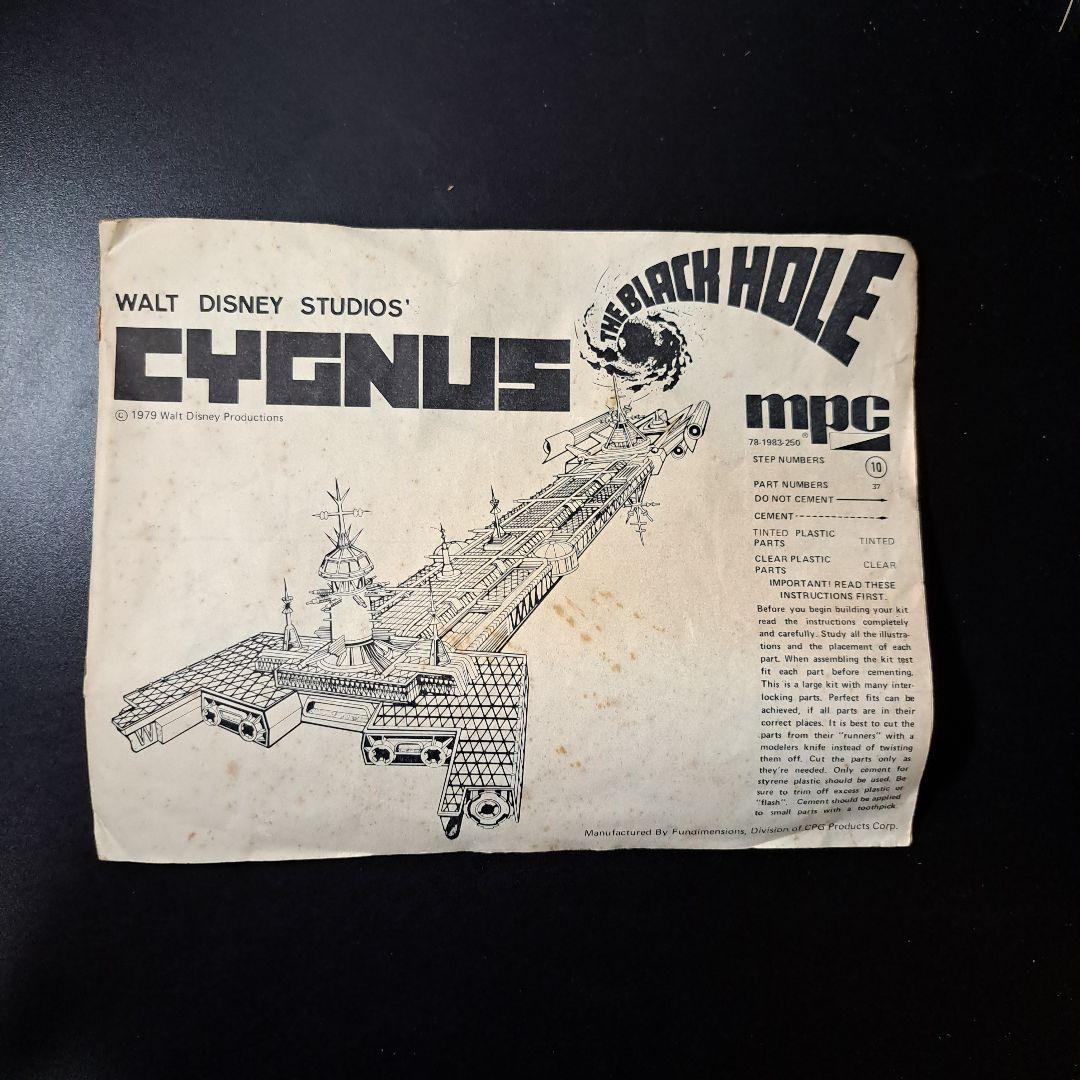 WALT DISNEY STUDIOS'
CYGNUS
© 1979 Walt Disney Productions
THE BLACK HOLE
mpc
®
78-1983-250
STEP NUMBERS 10
PART NUMBERS 37
DO NOT CEMENT
CEMENT
TINTED PLASTIC
PARTS TINTED
CLEAR PLASTIC
PARTS CLEAR
IMPORTANT! READ THESE
INSTRUCTIONS FIRST.
Before you begin building your kit
read the instructions completely
and carefully. Study all the illustra-
tions and the placement of each
part. When assembling the kit test
fit each part before cementing.
This is a large kit with many inter-
locking parts. Perfect fits can be
achieved, if all parts are in their
correct places. It is best to cut the
parts from their "runners" with a
modelers knife instead of twisting
them off. Cut the parts only as
they're needed. Only cement for
styrene plastic should be used. Be
sure to trim off excess plastic or
"flash". Cement should be applied
to small parts with a toothpick.
Manufactured By Fundimensions, Division of CPG Products Corp.